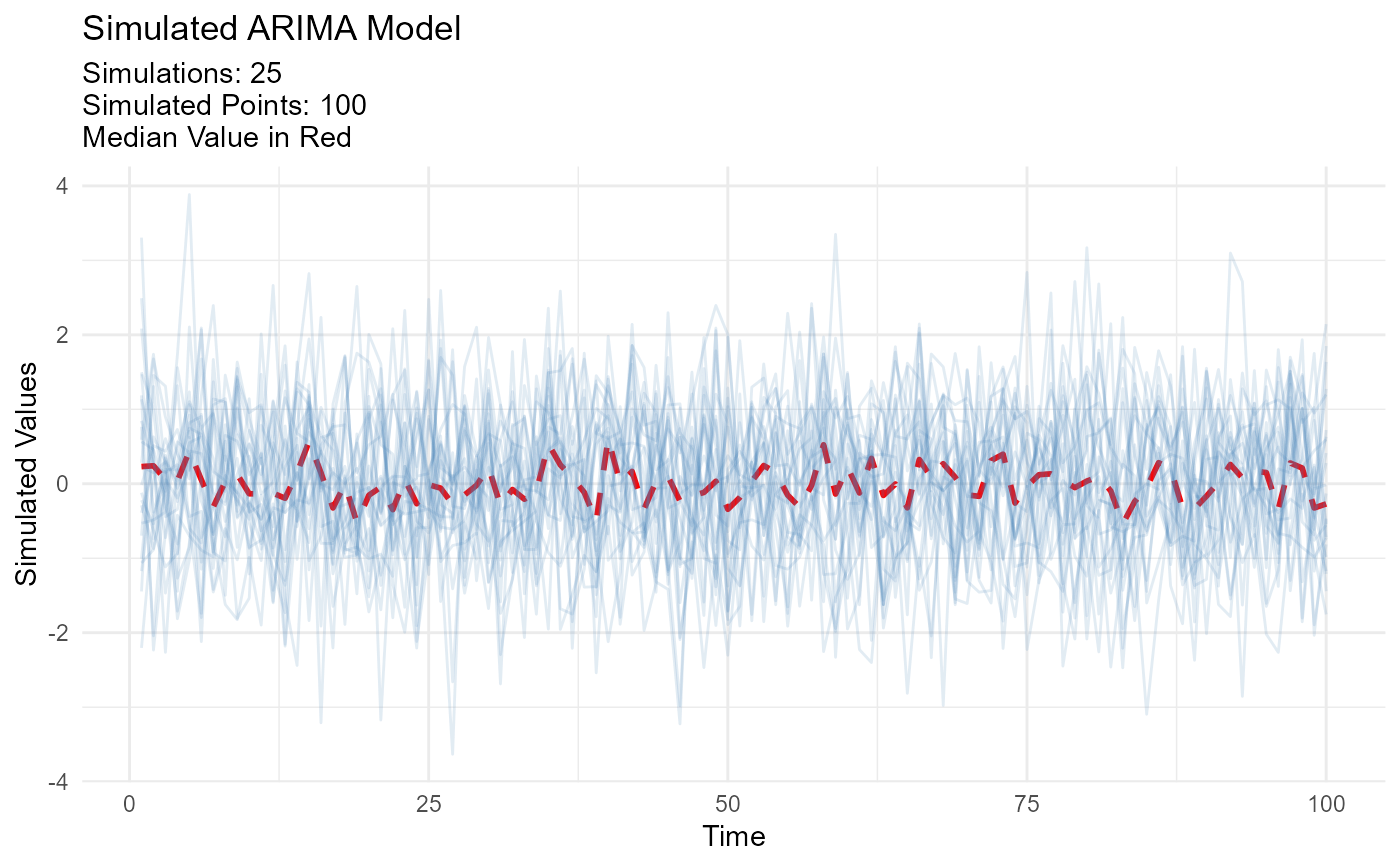 Simulated ARIMA Model
Simulations: 25
Simulated Points: 100
Median Value in Red
4
2
0
-2
-4
Simulated Values
0 25 50 75 100
Time